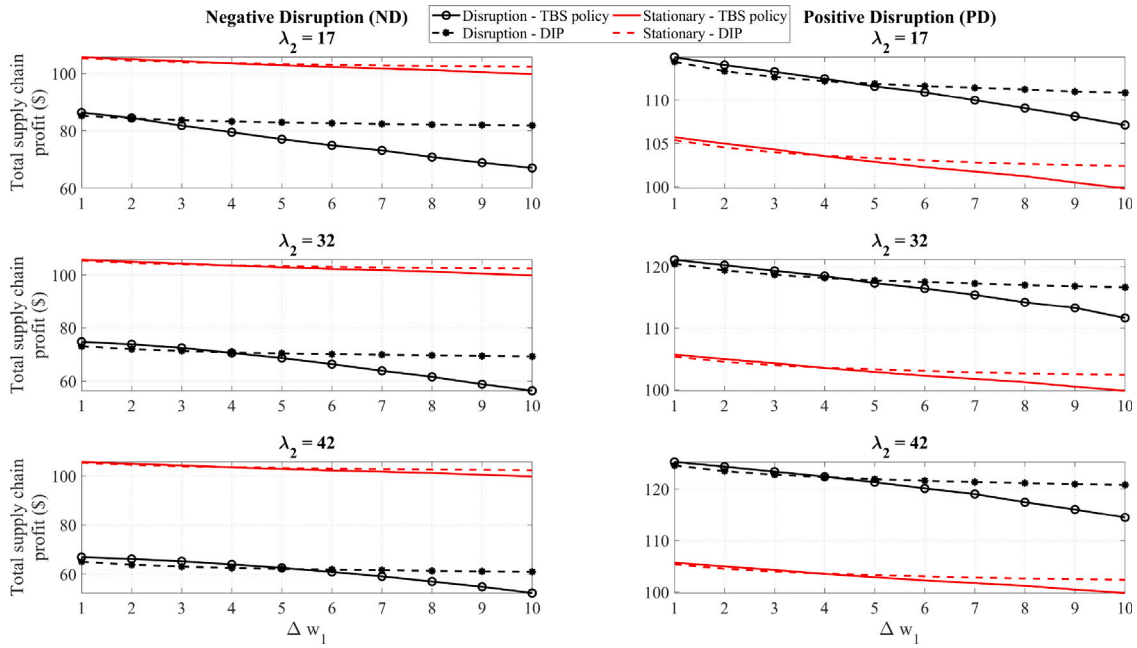 Negative Disruption (ND)
Disruption - TBS policy
Stationary - TBS policy
Disruption - DIP
Stationary - DIP
Positive Disruption (PD)
λ2 = 17
Total supply chain
profit ($)
100
80
60
1 2 3 4 5 6 7 8 9 10
λ2 = 17
110
105
100
1 2 3 4 5 6 7 8 9 10
λ2 = 32
Total supply chain
profit ($)
100
80
60
1 2 3 4 5 6 7 8 9 10
λ2 = 32
120
110
100
1 2 3 4 5 6 7 8 9 10
λ2 = 42
Total supply chain
profit ($)
100
80
60
1 2 3 4 5 6 7 8 9 10
Δ w1
λ2 = 42
120
110
100
1 2 3 4 5 6 7 8 9 10
Δ w1